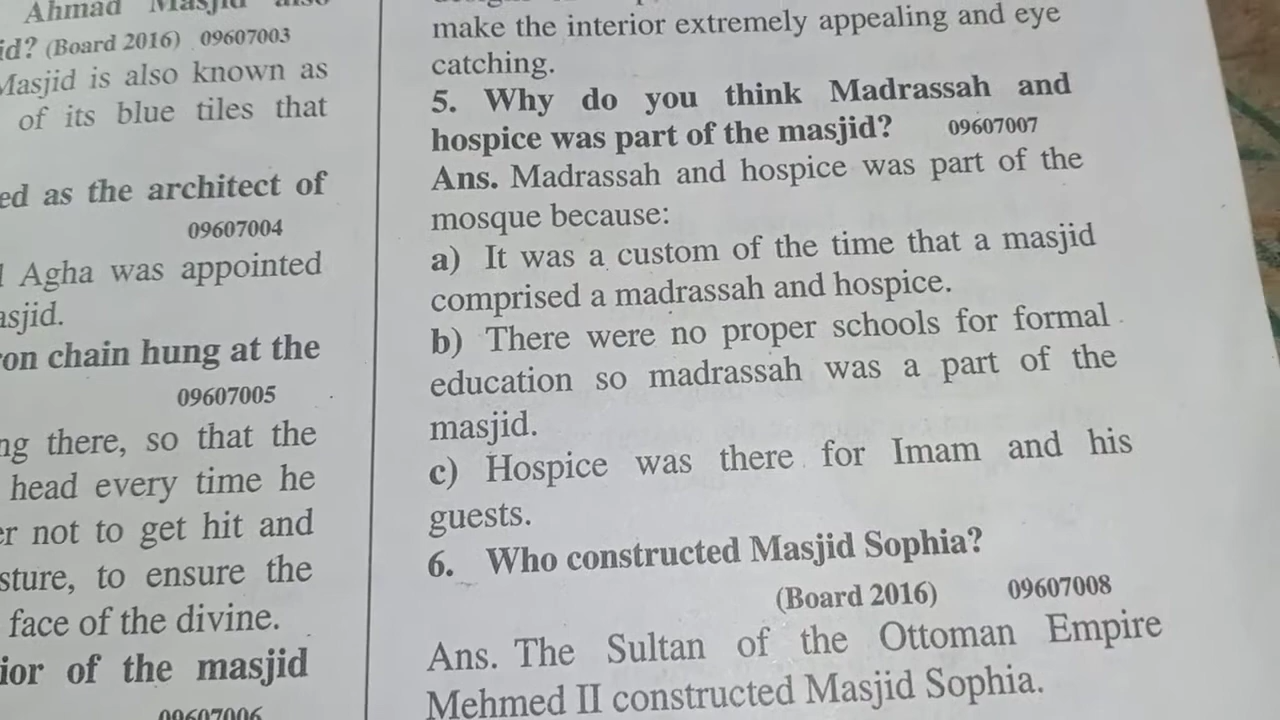 Ahmad Masjid also
id? (Board 2016) 09607003
Masjid is also known as
of its blue tiles that
ed as the architect of
09607004
Agha was appointed
asjid.
on chain hung at the
09607005
ng there, so that the
head every time he
er not to get hit and
sture, to ensure the
face of the divine.
ior of the masjid
09607006
make the interior extremely appealing and eye
catching.
5. Why do you think Madrassah and
hospice was part of the masjid? 09607007
Ans. Madrassah and hospice was part of the
mosque because:
a) It was a custom of the time that a masjid
comprised a madrassah and hospice.
b) There were no proper schools for formal
education so madrassah was a part of the
masjid.
c) Hospice was there for Imam and his
guests.
6. Who constructed Masjid Sophia?
(Board 2016) 09607008
Ans. The Sultan of the Ottoman Empire
Mehmed II constructed Masjid Sophia.